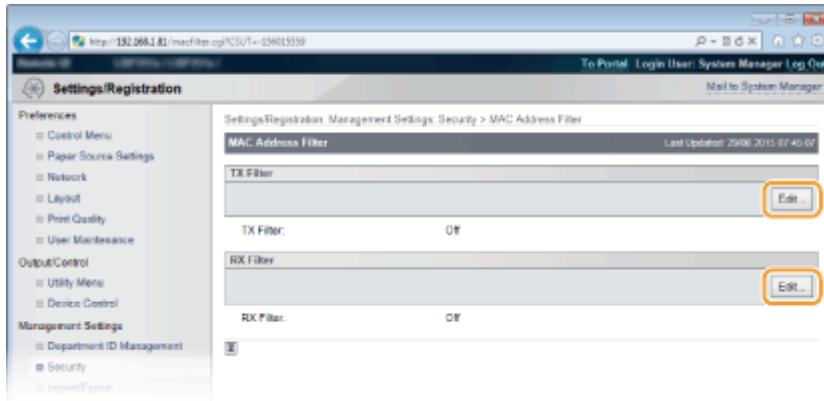 http://192.168.1.81/macfilter.cgi?CSUT=-156015559
To Portal Login User: System Manager Log Out
Settings/Registration
Mail to System Manager
Preferences
Control Menu
Paper Source Settings
Network
Layout
Print Quality
User Maintenance
Output/Control
Utility Menu
Device Control
Management Settings
Department ID Management
Security
Import/Export
Settings/Registration: Management Settings: Security > MAC Address Filter
MAC Address Filter
Last Updated: 29/06 2015 07:45:07
TX Filter
Edit...
TX Filter: Off
RX Filter
Edit...
RX Filter: Off